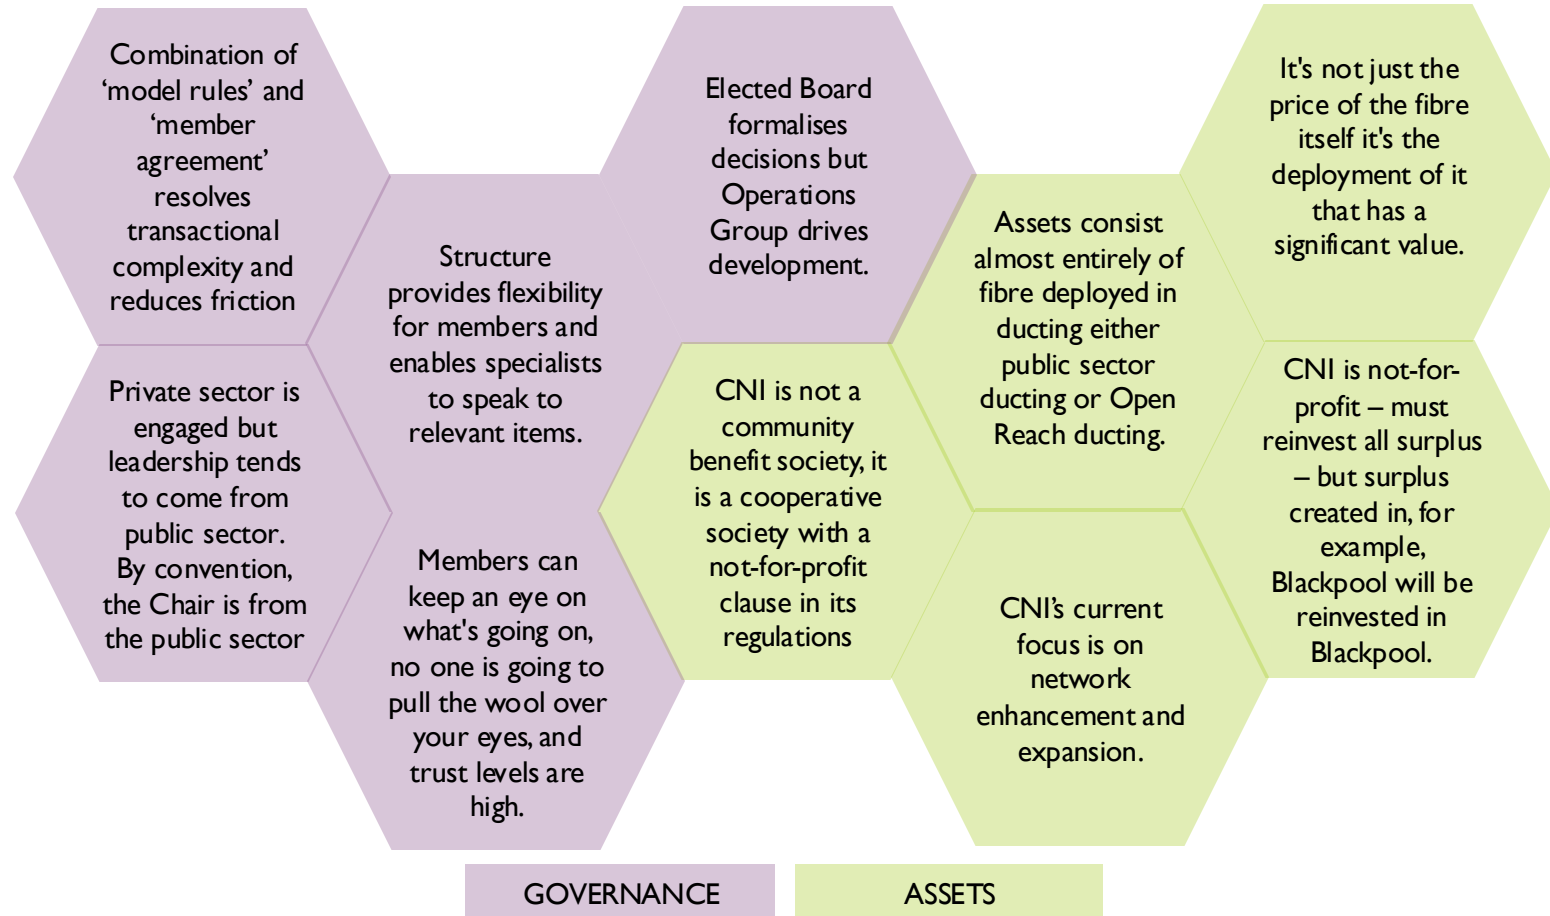 Combination of
‘model rules’ and
‘member
agreement’
resolves
transactional
complexity and
reduces friction
Private sector is
engaged but
leadership tends
to come from
public sector.
By convention,
the Chair is from
the public sector
Structure
provides flexibility
for members and
enables specialists
to speak to
relevant items.
Members can
keep an eye on
what's going on,
no one is going to
pull the wool over
your eyes, and
trust levels are
high.
Elected Board
formalises
decisions but
Operations
Group drives
development.
CNI is not a
community
benefit society, it
is a cooperative
society with a
not-for-profit
clause in its
regulations
Assets consist
almost entirely of
fibre deployed in
ducting either
public sector
ducting or Open
Reach ducting.
CNI’s current
focus is on
network
enhancement and
expansion.
It's not just the
price of the fibre
itself it's the
deployment of it
that has a
significant value.
CNI is not-for-
profit – must
reinvest all surplus
– but surplus
created in, for
example,
Blackpool will be
reinvested in
Blackpool.
GOVERNANCE
ASSETS